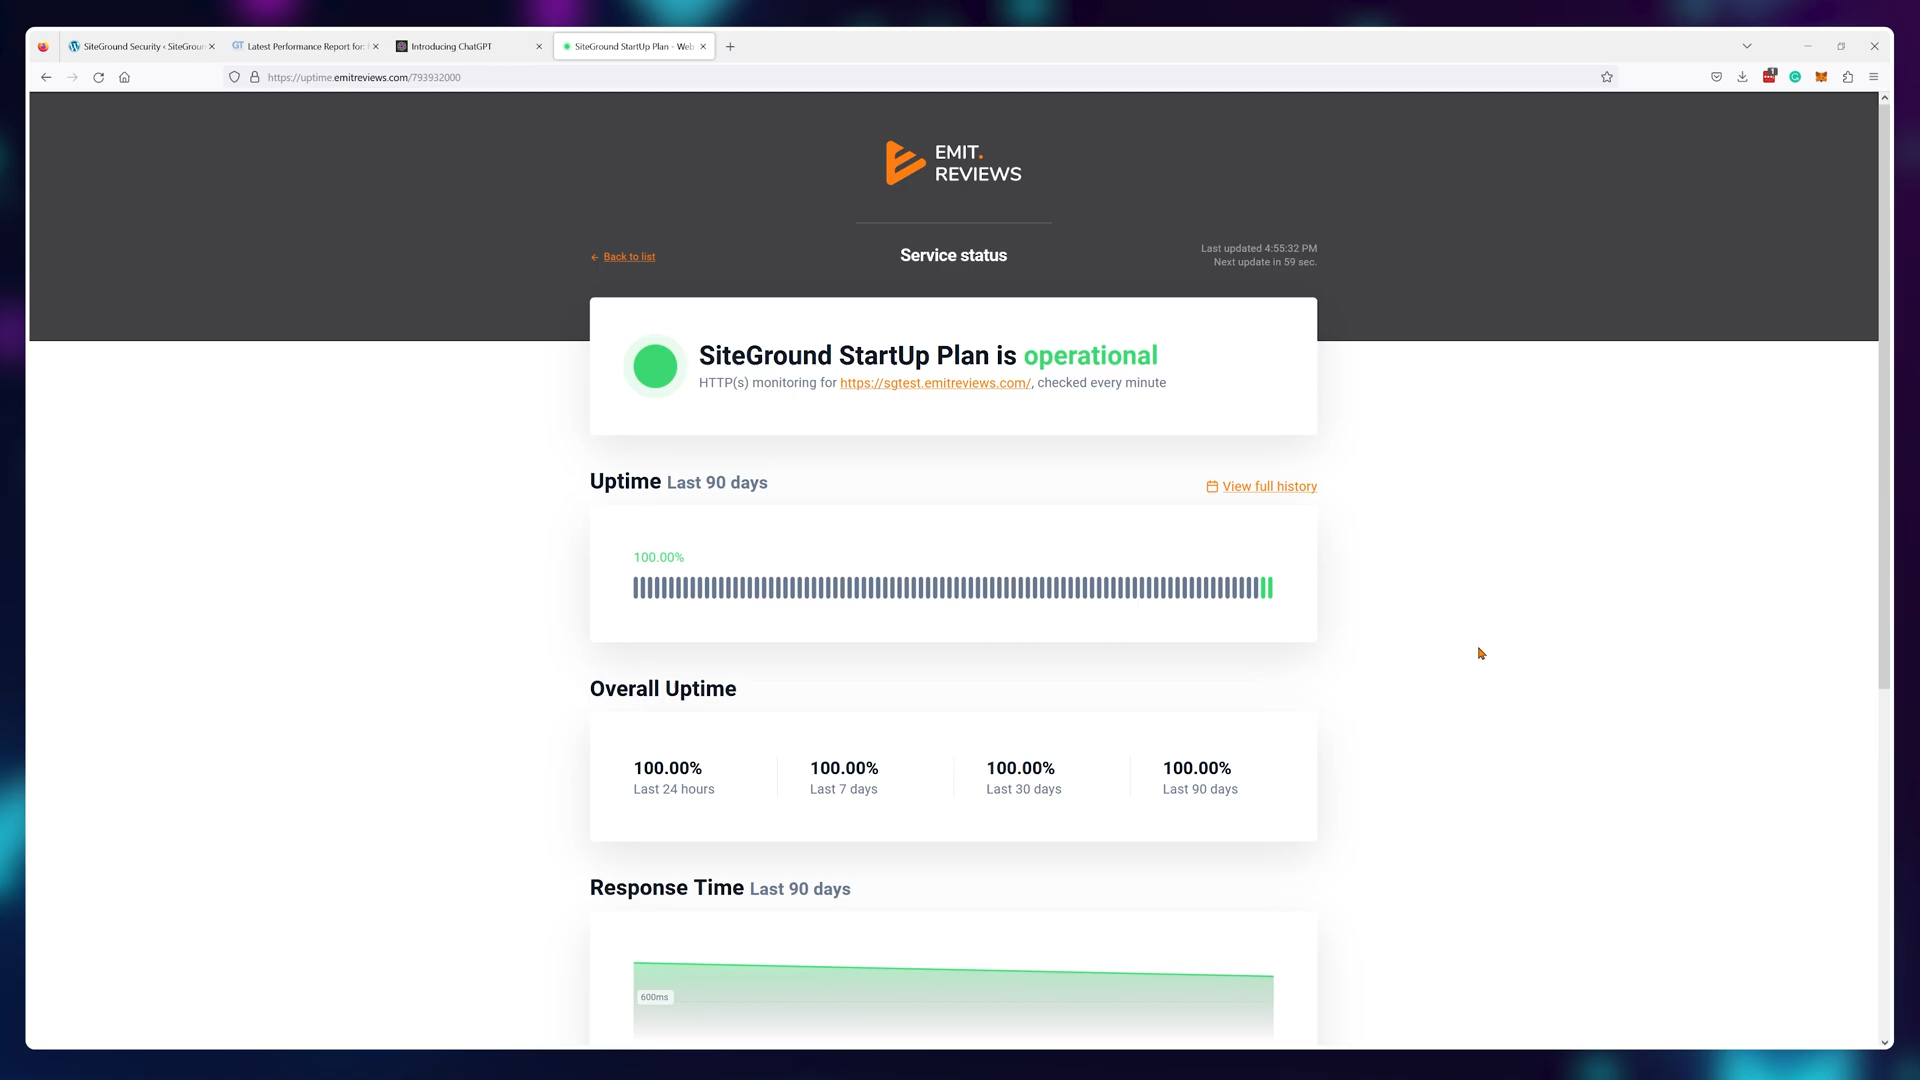 SiteGround Security ‹ SiteGroun
GT Latest Performance Report for:
Introducing ChatGPT
SiteGround StartUp Plan - Web
https://uptime.emitreviews.com/793932000
1
EMIT.
REVIEWS
← Back to list
Service status
Last updated 4:55:32 PM
Next update in 59 sec.
SiteGround StartUp Plan is operational
HTTP(s) monitoring for https://sgtest.emitreviews.com/, checked every minute
Uptime Last 90 days
View full history
100.00%
Overall Uptime
100.00%
Last 24 hours
100.00%
Last 7 days
100.00%
Last 30 days
100.00%
Last 90 days
Response Time Last 90 days
600ms